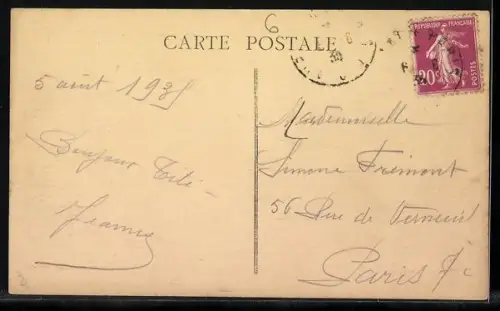 6
CARTE POSTALE
REPUBLIQUE FRANÇAISE
20c
POSTES
5 août 1935
Bonjour Titi -
Jeanne
Mademoiselle
Simone Frémont
56 Rue de Verneuil
Paris 7e